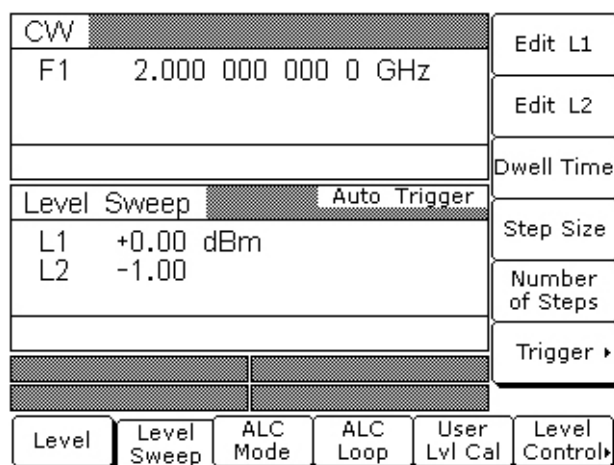 CW
F1 2.000 000 000 0 GHz
Level Sweep Auto Trigger
L1 +0.00 dBm
L2 -1.00
Edit L1
Edit L2
Dwell Time
Step Size
Number
of Steps
Trigger
Level
Level
Sweep
ALC
Mode
ALC
Loop
User
Lvl Cal
Level
Control